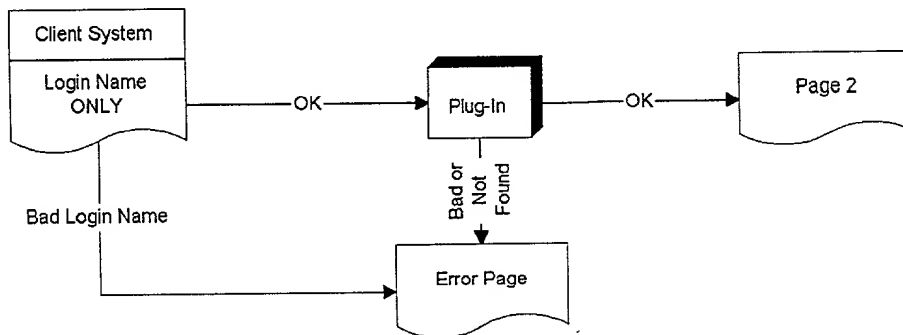 Client System
Login Name
ONLY
OK
Plug-In
OK
Page 2
Bad or
Not
Found
Bad Login Name
Error Page